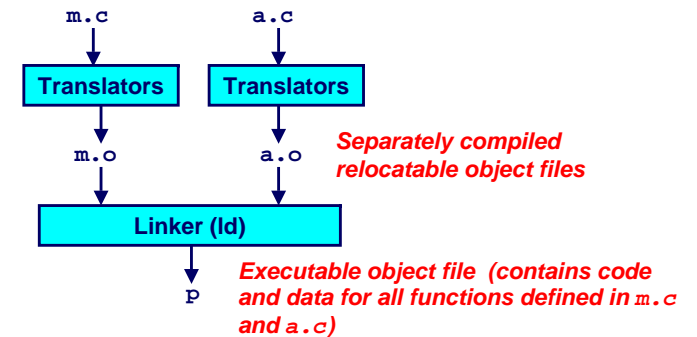 m.c a.c
Translators Translators
m.o a.o
Separately compiled
relocatable object files
Linker (ld)
p
Executable object file (contains code
and data for all functions defined in m.c
and a.c)